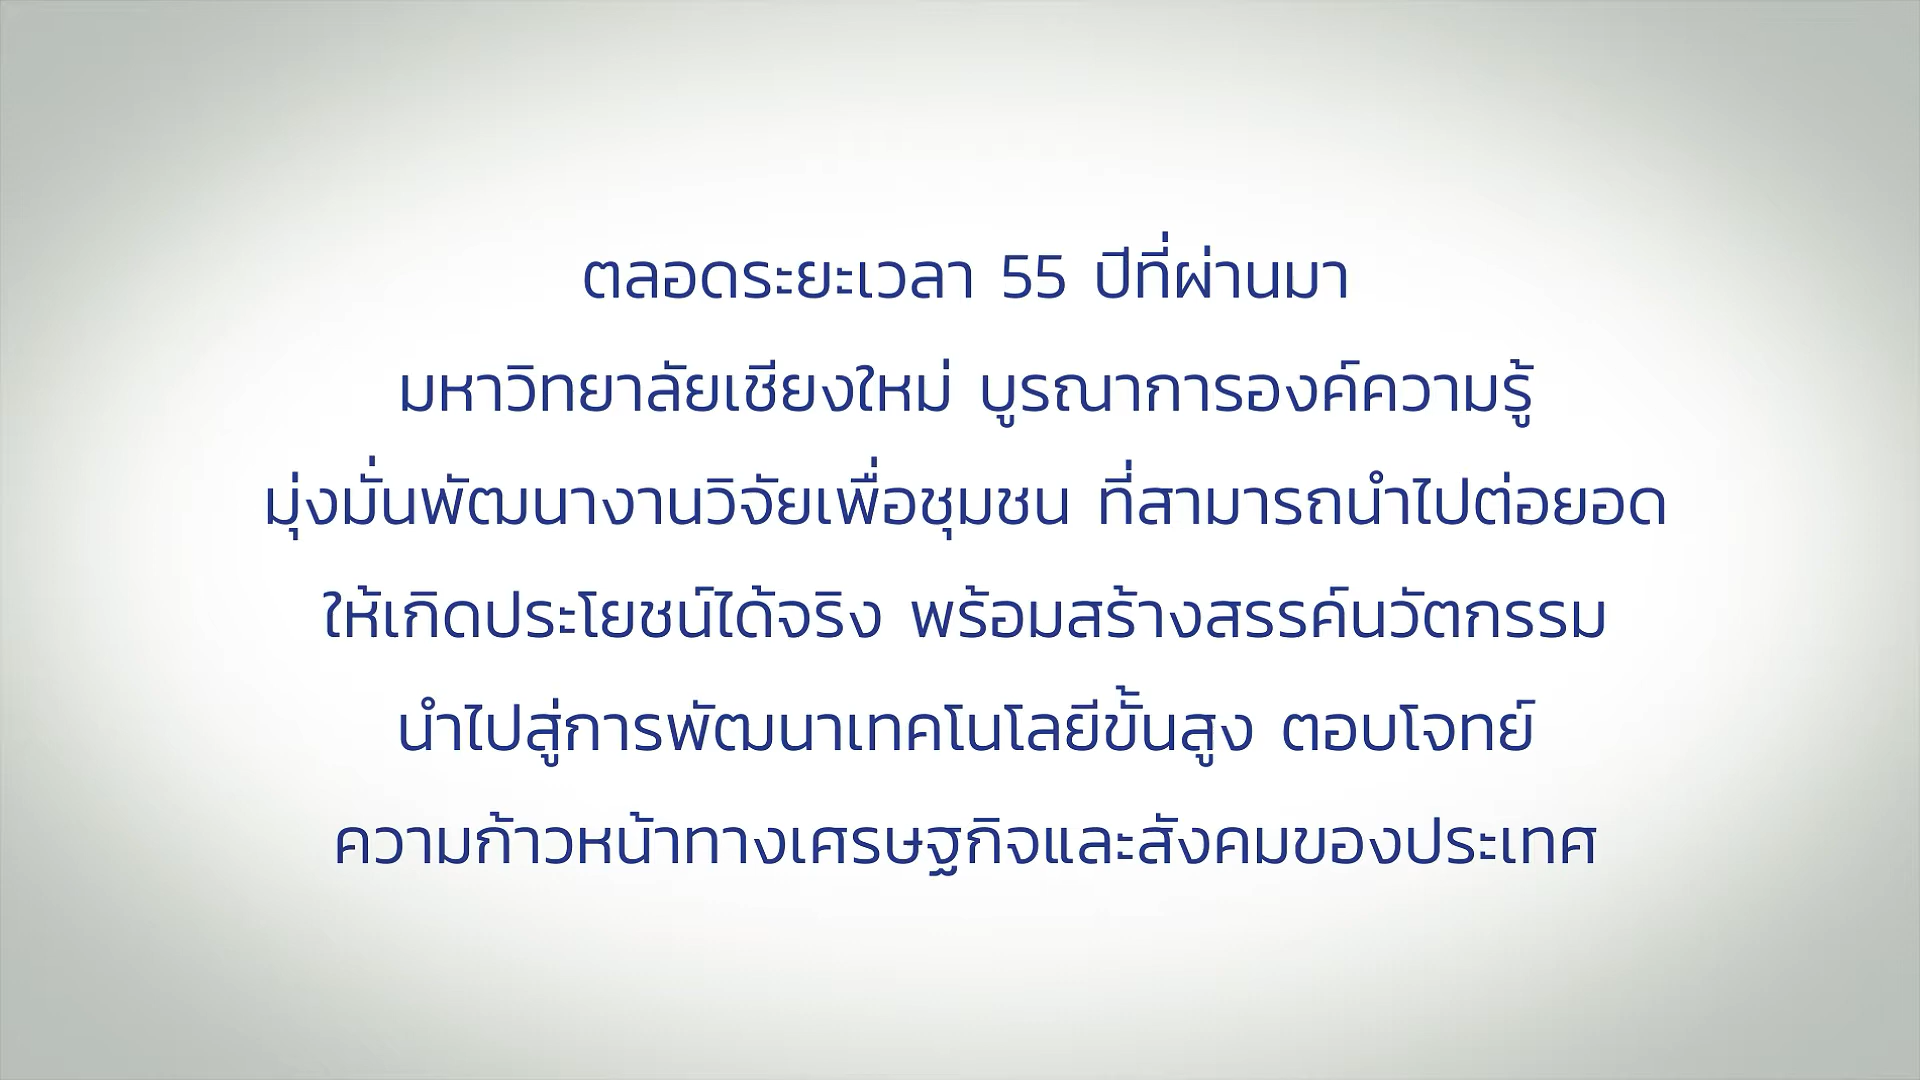 ตลอดระยะเวลา 55 ปีที่ผ่านมา
มหาวิทยาลัยเชียงใหม่ บูรณาการองค์ความรู้
มุ่งมั่นพัฒนางานวิจัยเพื่อชุมชน ที่สามารถนำไปต่อยอด
ให้เกิดประโยชน์ได้จริง พร้อมสร้างสรรค์นวัตกรรม
นำไปสู่การพัฒนาเทคโนโลยีขั้นสูง ตอบโจทย์
ความก้าวหน้าทางเศรษฐกิจและสังคมของประเทศ